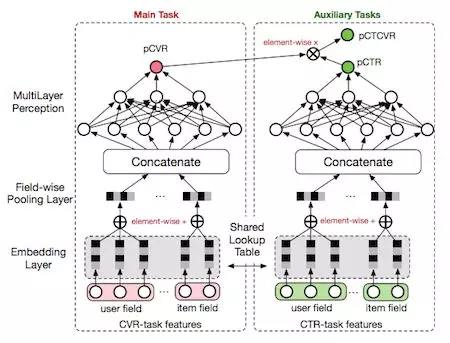 Main Task
Auxiliary Tasks
pCTCVR
element-wise x
pCVR
pCTR
MultiLayer
Perception
Concatenate
Concatenate
Field-wise
Pooling Layer
...
...
element-wise +
element-wise +
Shared
Lookup
Table
Embedding
Layer
...
...
user field
item field
user field
item field
CVR-task features
CTR-task features